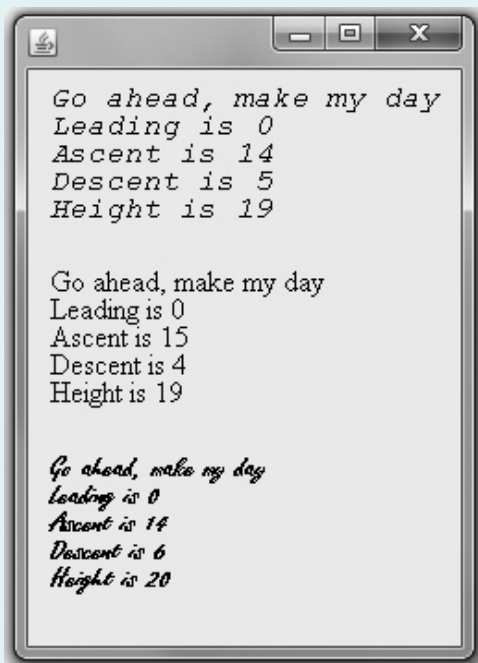 Go ahead, make my day
Leading is 0
Ascent is 14
Descent is 5
Height is 19
Go ahead, make my day
Leading is 0
Ascent is 15
Descent is 4
Height is 19
Go ahead, make my day
Leading is 0
Ascent is 14
Descent is 6
Height is 20